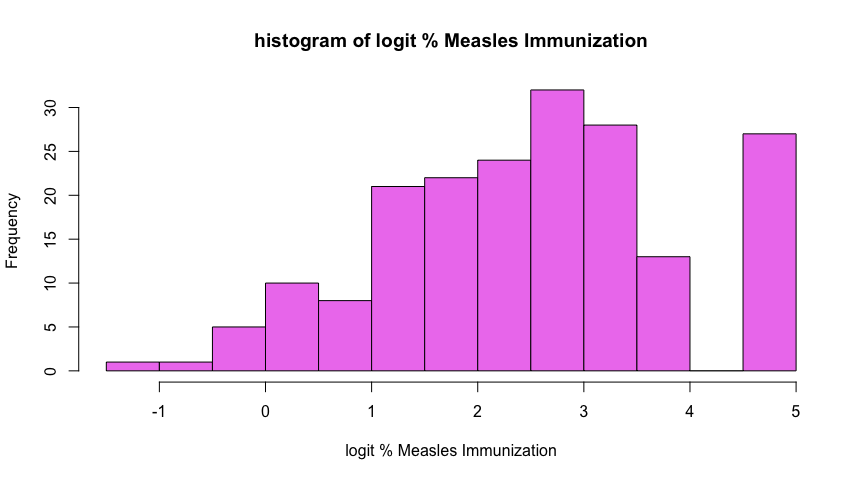 histogram of logit % Measles Immunization
Frequency
30
25
20
15
10
5
0
-1 0 1 2 3 4 5
logit % Measles Immunization